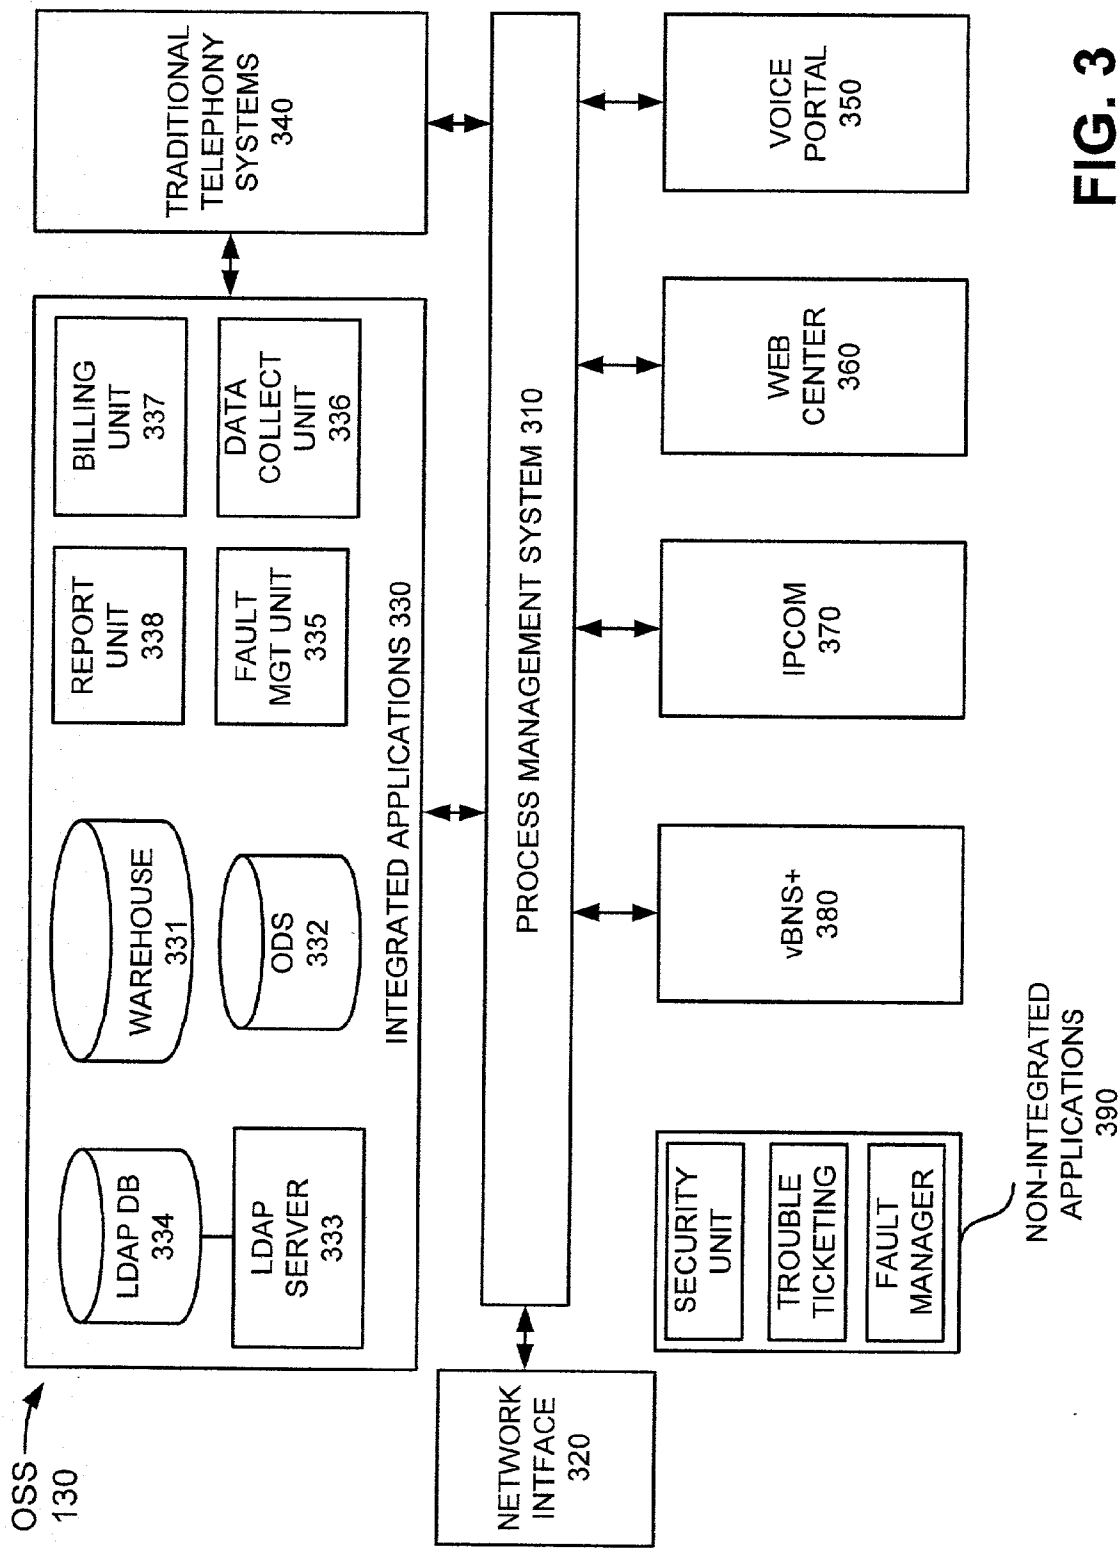 OSS
130
LDAP DB
334
LDAP
SERVER
333
WAREHOUSE
331
ODS
332
REPORT
UNIT
338
FAULT
MGT UNIT
335
BILLING
UNIT
337
DATA
COLLECT
UNIT
336
INTEGRATED APPLICATIONS 330
TRADITIONAL
TELEPHONY
SYSTEMS
340
NETWORK
INTFACE
320
PROCESS MANAGEMENT SYSTEM 310
SECURITY
UNIT
TROUBLE
TICKETING
FAULT
MANAGER
NON-INTEGRATED
APPLICATIONS
390
vBNS+
380
IPCOM
370
WEB
CENTER
360
VOICE
PORTAL
350
FIG. 3